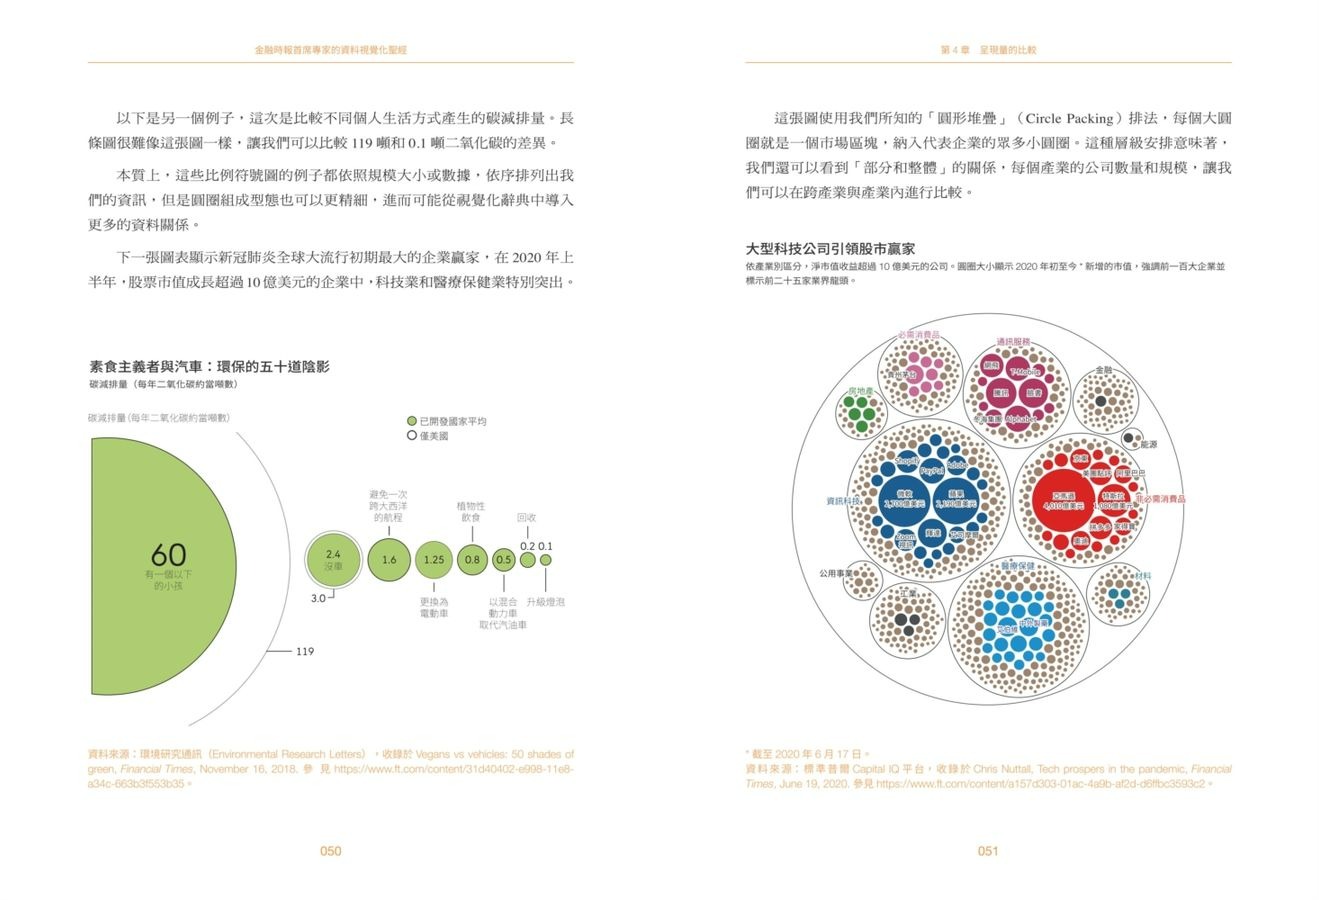 金融時報首席專家的資料視覺化聖經
以下是另一個例子，這次是比較不同個人生活方式產生的碳減排量。長
條圖很難像這張圖一樣，讓我們可以比較 119 噸和 0.1 噸二氧化碳的差異。
本質上，這些比例符號圖的例子都依照規模大小或數據，依序排列出我
們的資訊，但是圓圈組成型態也可以更精細，進而可能從視覺化辭典中導入
更多的資料關係。
下一張圖表顯示新冠肺炎全球大流行初期最大的企業贏家，在 2020 年上
半年，股票市值成長超過 10 億美元的企業中，科技業和醫療保健業特別突出。
素食主義者與汽車：環保的五十道陰影
碳減排量（每年二氧化碳約當噸數）
碳減排量（每年二氧化碳約當噸數）
已開發國家平均
僅美國
60
有一個以下
的小孩
119
2.4
沒車
3.0
避免一次
跨大西洋
的航程
1.6
1.25
更換為
電動車
植物性
飲食
0.8
0.5
以混合
動力車
取代汽油車
回收
0.2 0.1
升級燈泡
資料來源：環境研究通訊（Environmental Research Letters），收錄於 Vegans vs vehicles: 50 shades of
green, Financial Times, November 16, 2018. 參 見 https://www.ft.com/content/31d40402-e998-11e8-
a34c-663b3f553b35。
050
第 4 章　呈現量的比較
這張圖使用我們所知的「圓形堆疊」（Circle Packing）排法，每個大圓
圈就是一個市場區塊，納入代表企業的眾多小圓圈。這種層級安排意味著，
我們還可以看到「部分和整體」的關係，每個產業的公司數量和規模，讓我
們可以在跨產業與產業內進行比較。
大型科技公司引領股市贏家
依產業別區分，淨市值收益超過 10 億美元的公司。圓圈大小顯示 2020 年初至今 * 新增的市值，強調前一百大企業並
標示前二十五家業界龍頭。
必需消費品
貴州茅台
通訊服務
網飛
T-Mobile
騰訊
臉書
冬海集團
Alphabet
金融
房地產
能源
資訊科技
Shopify
PayPal
Adobe
微軟
2,700億美元
蘋果
輝達
Zoom
視訊
非必需消費品
京東
美團點評
阿里巴巴
亞馬遜
4,010億美元
特斯拉
1,080億美元
拼多多
家得寶
公用事業
工業
醫療保健
艾伯維
中外製藥
材料
* 截至 2020 年 6 月 17 日。
資料來源：標準普爾 Capital IQ 平台，收錄於 Chris Nuttall, Tech prospers in the pandemic, Financial
Times, June 19, 2020. 參見 https://www.ft.com/content/a157d303-01ac-4a9b-af2d-d6ffbc3593c2。
051